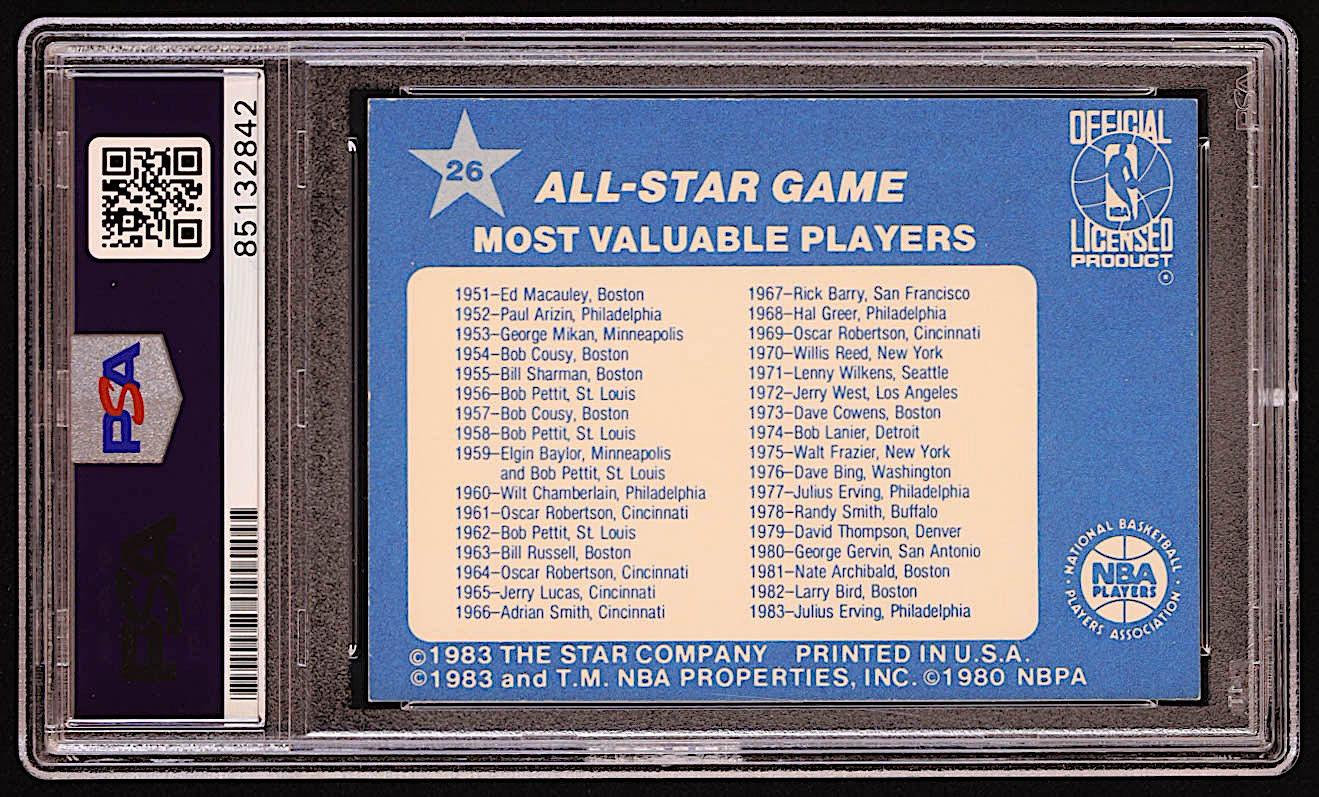 85132842
PSA
PSA
26
ALL-STAR GAME
MOST VALUABLE PLAYERS
OFFICIAL
NBA
LICENSED
PRODUCT
®
1951–Ed Macauley, Boston
1952–Paul Arizin, Philadelphia
1953–George Mikan, Minneapolis
1954–Bob Cousy, Boston
1955–Bill Sharman, Boston
1956–Bob Pettit, St. Louis
1957–Bob Cousy, Boston
1958–Bob Pettit, St. Louis
1959–Elgin Baylor, Minneapolis
and Bob Pettit, St. Louis
1960–Wilt Chamberlain, Philadelphia
1961–Oscar Robertson, Cincinnati
1962–Bob Pettit, St. Louis
1963–Bill Russell, Boston
1964–Oscar Robertson, Cincinnati
1965–Jerry Lucas, Cincinnati
1966–Adrian Smith, Cincinnati
1967–Rick Barry, San Francisco
1968–Hal Greer, Philadelphia
1969–Oscar Robertson, Cincinnati
1970–Willis Reed, New York
1971–Lenny Wilkens, Seattle
1972–Jerry West, Los Angeles
1973–Dave Cowens, Boston
1974–Bob Lanier, Detroit
1975–Walt Frazier, New York
1976–Dave Bing, Washington
1977–Julius Erving, Philadelphia
1978–Randy Smith, Buffalo
1979–David Thompson, Denver
1980–George Gervin, San Antonio
1981–Nate Archibald, Boston
1982–Larry Bird, Boston
1983–Julius Erving, Philadelphia
NATIONAL BASKETBALL
NBA
PLAYERS
PLAYERS ASSOCIATION
©1983 THE STAR COMPANY PRINTED IN U.S.A.
©1983 and T.M. NBA PROPERTIES, INC. ©1980 NBPA
PSA